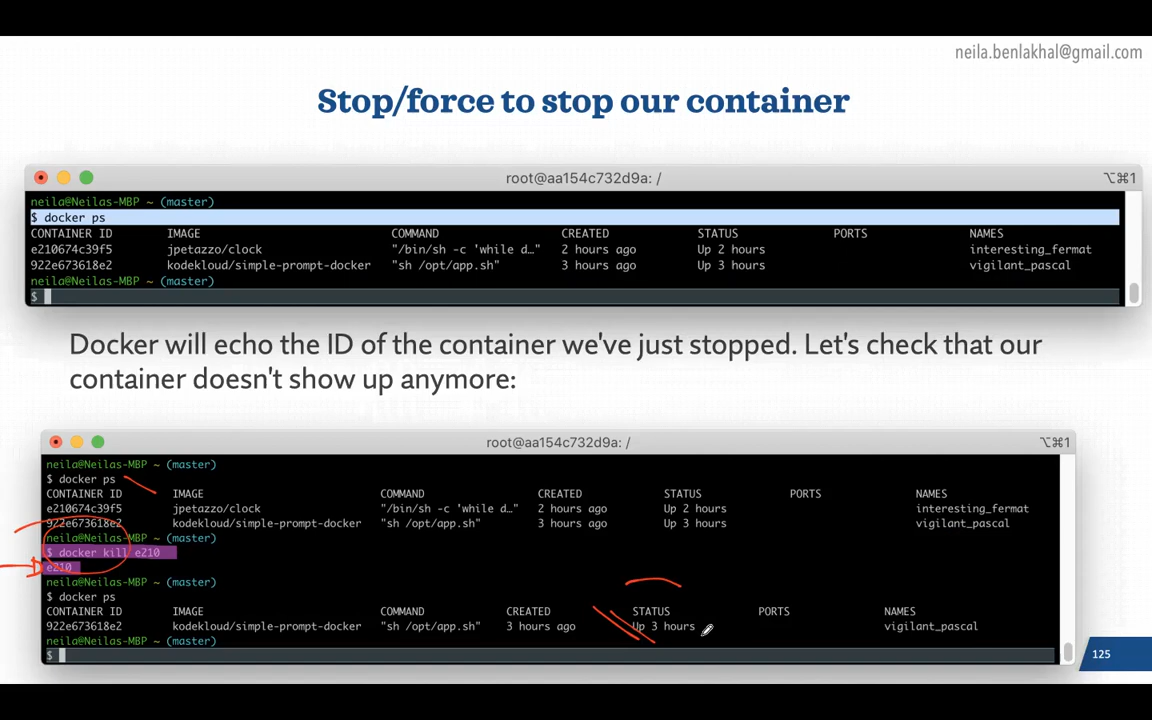 neila.benlakhal@gmail.com
Stop/force to stop our container
root@aa154c732d9a: /
⌥⌘1
neila@Neilas-MBP ~ (master)
$ docker ps
CONTAINER ID IMAGE COMMAND CREATED STATUS PORTS NAMES
e210674c39f5 jpetazzo/clock "/bin/sh -c 'while d…" 2 hours ago Up 2 hours interesting_fermat
922e673618e2 kodekloud/simple-prompt-docker "sh /opt/app.sh" 3 hours ago Up 3 hours vigilant_pascal
neila@Neilas-MBP ~ (master)
$
Docker will echo the ID of the container we've just stopped. Let's check that our
container doesn't show up anymore:
root@aa154c732d9a: /
⌥⌘1
neila@Neilas-MBP ~ (master)
$ docker ps
CONTAINER ID IMAGE COMMAND CREATED STATUS PORTS NAMES
e210674c39f5 jpetazzo/clock "/bin/sh -c 'while d…" 2 hours ago Up 2 hours interesting_fermat
922e673618e2 kodekloud/simple-prompt-docker "sh /opt/app.sh" 3 hours ago Up 3 hours vigilant_pascal
neila@Neilas-MBP ~ (master)
$ docker kill e210
e210
neila@Neilas-MBP ~ (master)
$ docker ps
CONTAINER ID IMAGE COMMAND CREATED STATUS PORTS NAMES
922e673618e2 kodekloud/simple-prompt-docker "sh /opt/app.sh" 3 hours ago Up 3 hours vigilant_pascal
neila@Neilas-MBP ~ (master)
$
125